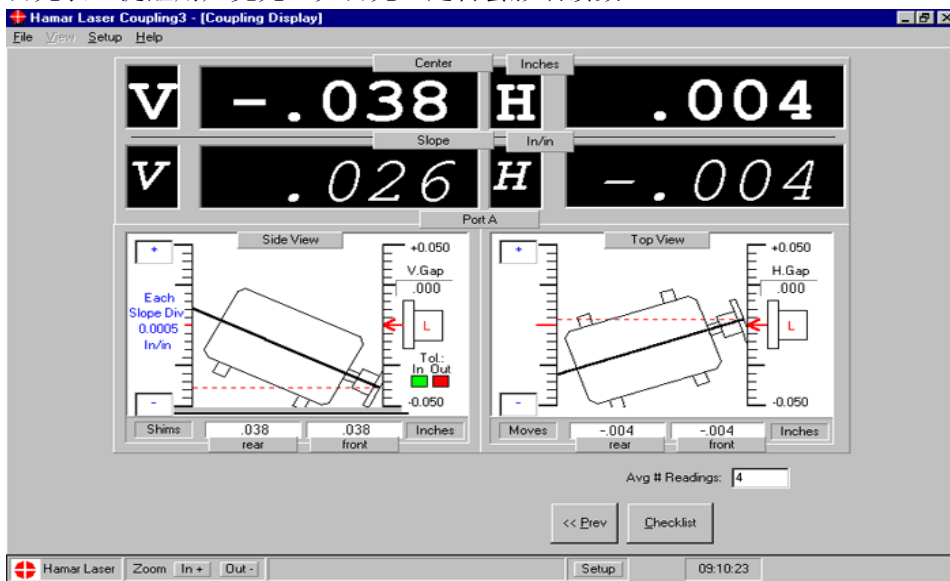 Hamar Laser Coupling3 - [Coupling Display]
File View Setup Help
Center Inches
V -.038 H .004
Slope In/in
V .026 H -.004
Port A
Side View Top View
+ +0.050 + +0.050
V.Gap H.Gap
.000 .000
Each
Slope Div
0.0005
In/in
L L
Tol.:
In Out
- -0.050 - -0.050
Shims .038 .038 Inches Moves -.004 -.004 Inches
rear front rear front
Avg # Readings: 4
<< Prev Checklist
Hamar Laser Zoom In + Out - Setup 09:10:23